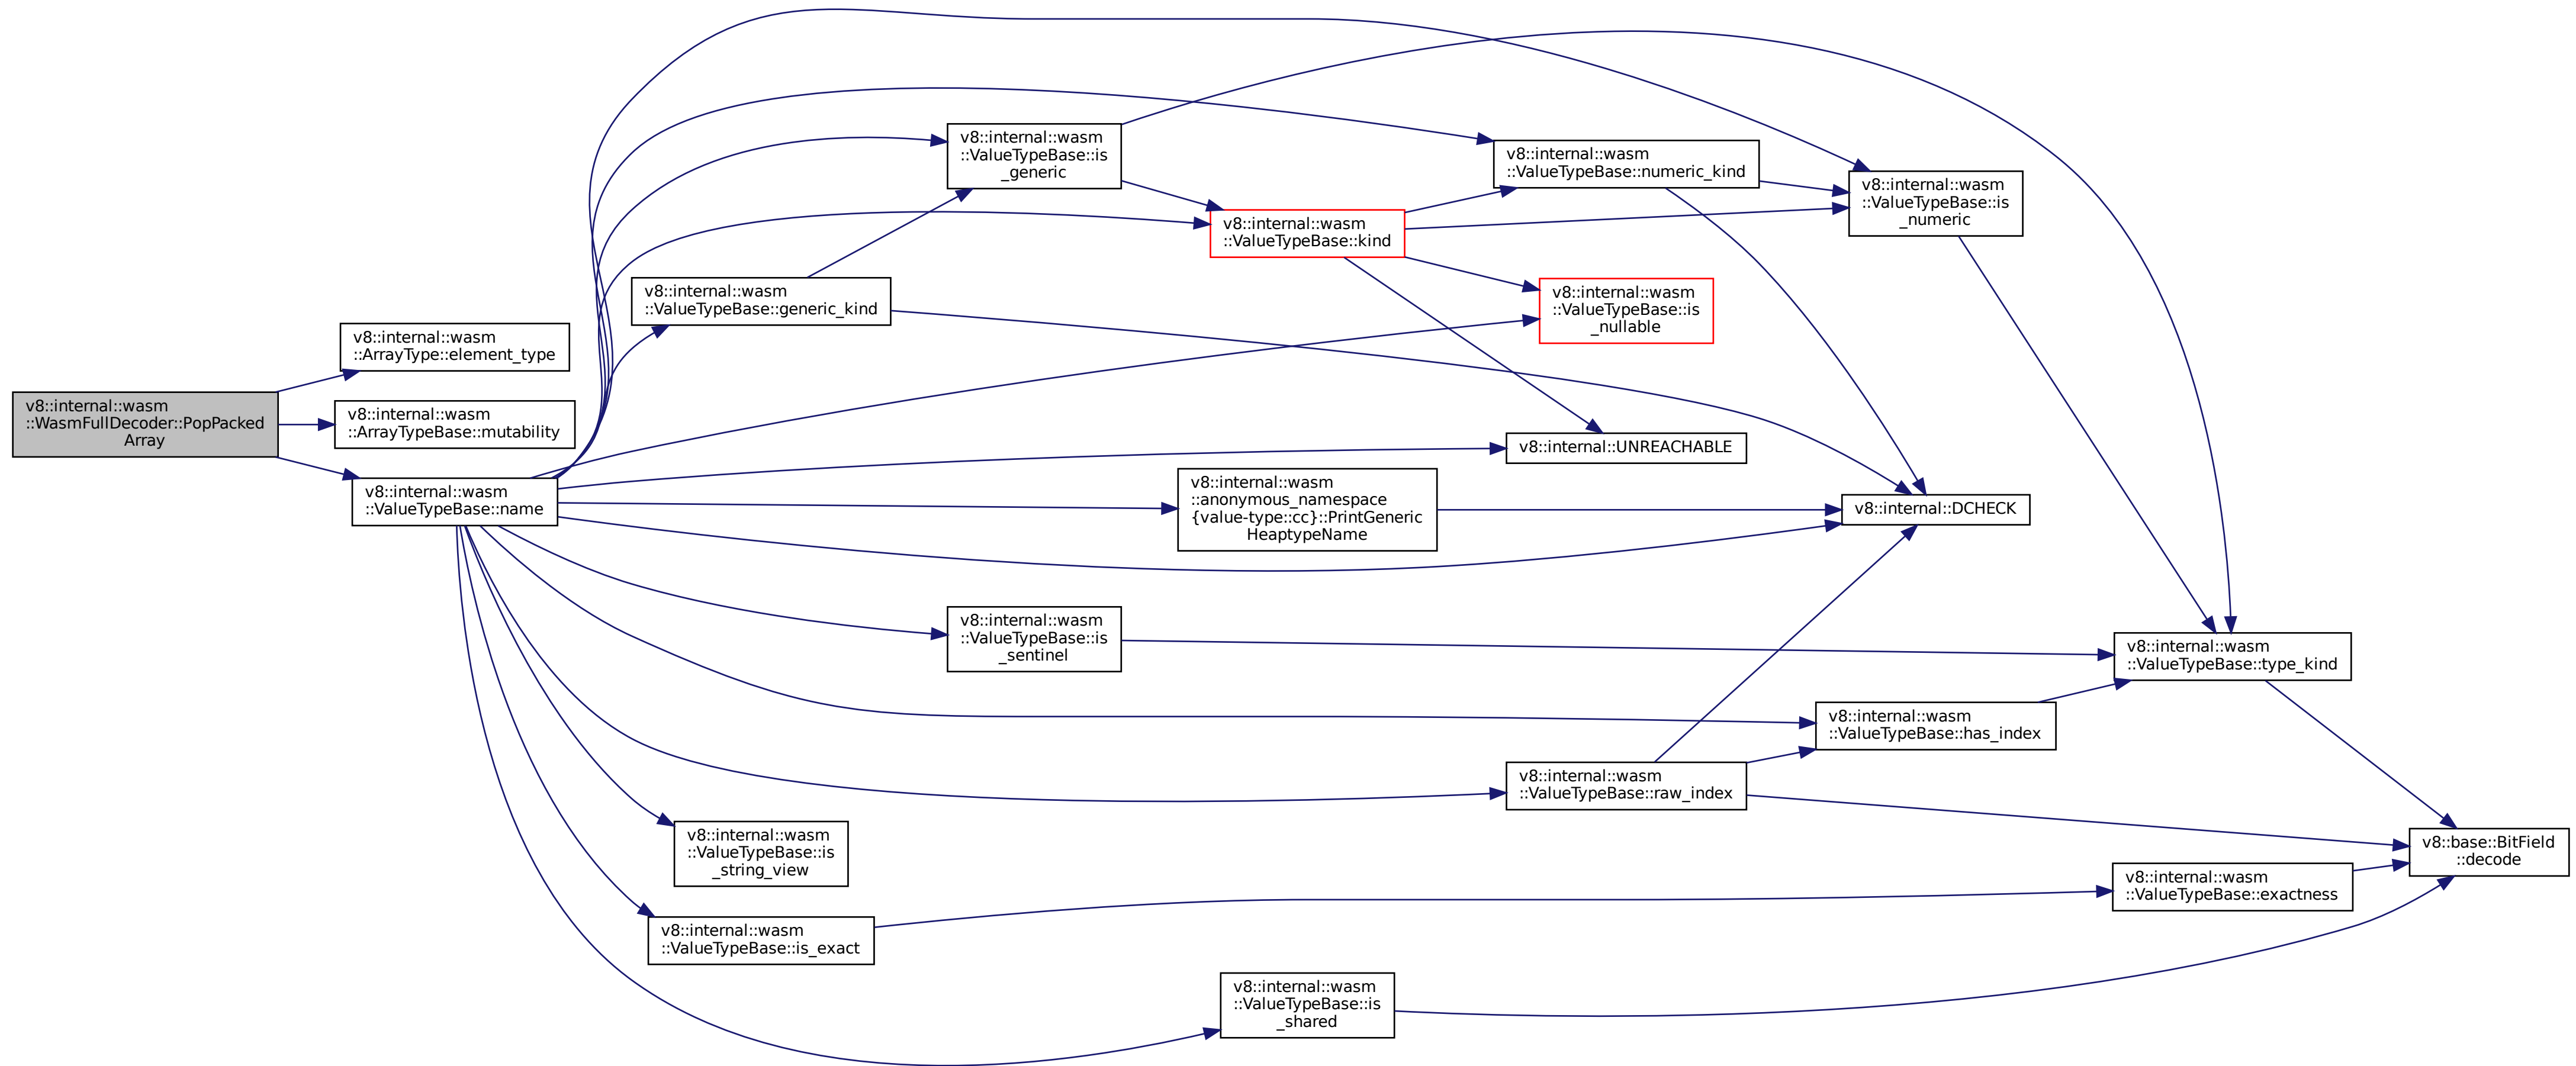 v8::internal::wasm
::WasmFullDecoder::PopPacked
Array
v8::internal::wasm
::ArrayType::element_type
v8::internal::wasm
::ArrayTypeBase::mutability
v8::internal::wasm
::ValueTypeBase::name
v8::internal::wasm
::ValueTypeBase::generic_kind
v8::internal::wasm
::ValueTypeBase::is
_generic
v8::internal::wasm
::ValueTypeBase::kind
v8::internal::wasm
::ValueTypeBase::numeric_kind
v8::internal::wasm
::ValueTypeBase::is
_numeric
v8::internal::wasm
::ValueTypeBase::is
_nullable
v8::internal::UNREACHABLE
v8::internal::wasm
::anonymous_namespace
{value-type::cc}::PrintGeneric
HeaptypeName
v8::internal::DCHECK
v8::internal::wasm
::ValueTypeBase::is
_sentinel
v8::internal::wasm
::ValueTypeBase::type_kind
v8::internal::wasm
::ValueTypeBase::has_index
v8::internal::wasm
::ValueTypeBase::raw_index
v8::internal::wasm
::ValueTypeBase::is
_string_view
v8::base::BitField
::decode
v8::internal::wasm
::ValueTypeBase::exactness
v8::internal::wasm
::ValueTypeBase::is_exact
v8::internal::wasm
::ValueTypeBase::is
_shared